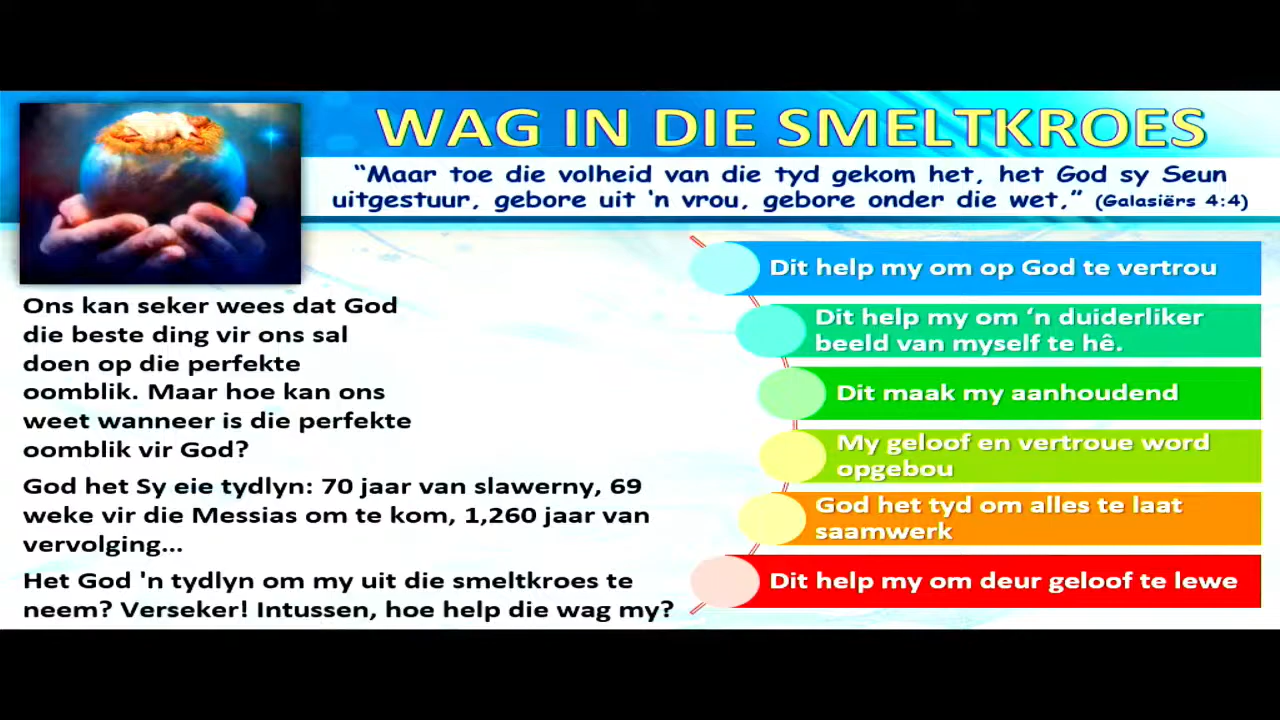 WAG IN DIE SMELTKROES
“Maar toe die volheid van die tyd gekom het, het God sy Seun
uitgestuur, gebore uit ‘n vrou, gebore onder die wet,” (Galasiërs 4:4)
Ons kan seker wees dat God
die beste ding vir ons sal
doen op die perfekte
oomblik. Maar hoe kan ons
weet wanneer is die perfekte
oomblik vir God?
God het Sy eie tydlyn: 70 jaar van slawerny, 69
weke vir die Messias om te kom, 1,260 jaar van
vervolging...
Het God 'n tydlyn om my uit die smeltkroes te
neem? Verseker! Intussen, hoe help die wag my?
Dit help my om op God te vertrou
Dit help my om ‘n duiderliker
beeld van myself te hê.
Dit maak my aanhoudend
My geloof en vertroue word
opgebou
God het tyd om alles te laat
saamwerk
Dit help my om deur geloof te lewe